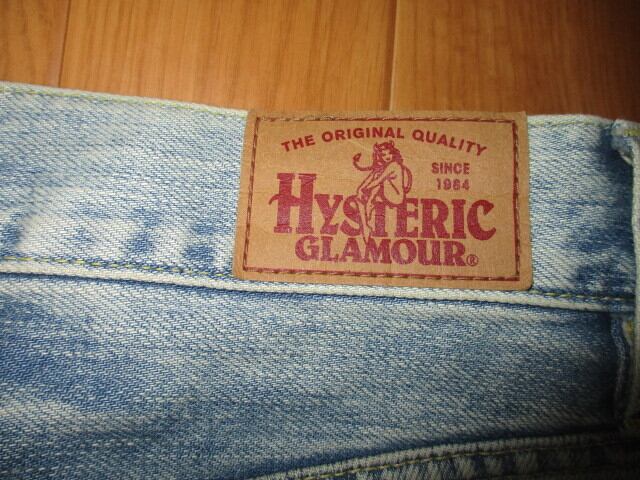 THE ORIGINAL QUALITY
SINCE
1984
HYSTERIC
GLAMOUR®